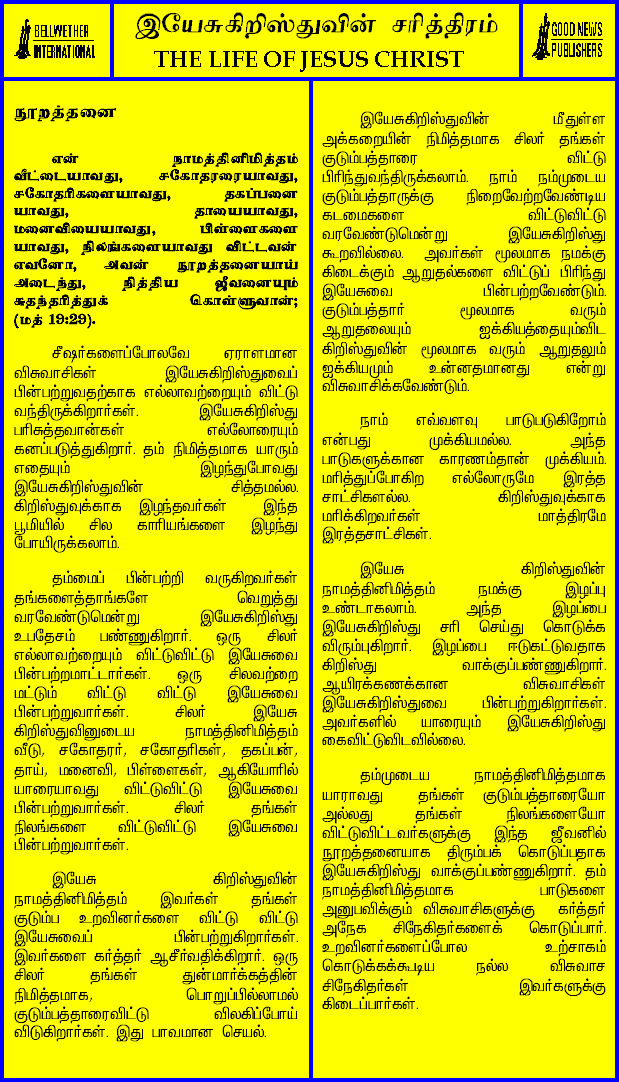 BELLWETHER
INTERNATIONAL
இயேசுகிறிஸ்துவின் சரித்திரம்
THE LIFE OF JESUS CHRIST
GOOD NEWS
PUBLISHERS
நூறத்தனை
என் நாமத்தினிமித்தம்
வீட்டையாவது, சகோதரரையாவது,
சகோதரிகளையாவது, தகப்பனை
யாவது, தாயையாவது,
மனைவியையாவது, பிள்ளைகளை
யாவது, நிலங்களையாவது விட்டவன்
எவனோ, அவன் நூறத்தனையாய்
அடைந்து, நித்திய ஜீவனையும்
சுதந்தரித்துக் கொள்ளுவான்;
(மத் 19:29).
சீஷர்களைப்போலவே ஏராளமான
விசுவாசிகள் இயேசுகிறிஸ்துவைப்
பின்பற்றுவதற்காக எல்லாவற்றையும் விட்டு
வந்திருக்கிறார்கள். இயேசுகிறிஸ்து
பரிசுத்தவான்கள் எல்லோரையும்
கனப்படுத்துகிறார். தம் நிமித்தமாக யாரும்
எதையும் இழந்துபோவது
இயேசுகிறிஸ்துவின் சித்தமல்ல.
கிறிஸ்துவுக்காக இழந்தவர்கள் இந்த
பூமியில் சில காரியங்களை இழந்து
போயிருக்கலாம்.
தம்மைப் பின்பற்றி வருகிறவர்கள்
தங்களைத்தாங்களே வெறுத்து
வரவேண்டுமென்று இயேசுகிறிஸ்து
உபதேசம் பண்ணுகிறார். ஒரு சிலர்
எல்லாவற்றையும் விட்டுவிட்டு இயேசுவை
பின்பற்றமாட்டார்கள். ஒரு சிலவற்றை
மட்டும் விட்டு விட்டு இயேசுவை
பின்பற்றுவார்கள். சிலர் இயேசு
கிறிஸ்துவினுடைய நாமத்தினிமித்தம்
வீடு, சகோதரர், சகோதரிகள், தகப்பன்,
தாய், மனைவி, பிள்ளைகள், ஆகியோரில்
யாரையாவது விட்டுவிட்டு இயேசுவை
பின்பற்றுவார்கள். சிலர் தங்கள்
நிலங்களை விட்டுவிட்டு இயேசுவை
பின்பற்றுவார்கள்.
இயேசு கிறிஸ்துவின்
நாமத்தினிமித்தம் இவர்கள் தங்கள்
குடும்ப உறவினர்களை விட்டு விட்டு
இயேசுவைப் பின்பற்றுகிறார்கள்.
இவர்களை கர்த்தர் ஆசீர்வதிக்கிறார். ஒரு
சிலர் தங்கள் துன்மார்க்கத்தின்
நிமித்தமாக, பொறுப்பில்லாமல்
குடும்பத்தாரைவிட்டு விலகிப்போய்
விடுகிறார்கள். இது பாவமான செயல்.
இயேசுகிறிஸ்துவின் மீதுள்ள
அக்கறையின் நிமித்தமாக சிலர் தங்கள்
குடும்பத்தாரை விட்டு
பிரிந்துவந்திருக்கலாம். நாம் நம்முடைய
குடும்பத்தாருக்கு நிறைவேற்றவேண்டிய
கடமைகளை விட்டுவிட்டு
வரவேண்டுமென்று இயேசுகிறிஸ்து
கூறவில்லை. அவர்கள் மூலமாக நமக்கு
கிடைக்கும் ஆறுதல்களை விட்டுப் பிரிந்து
இயேசுவை பின்பற்றவேண்டும்.
குடும்பத்தார் மூலமாக வரும்
ஆறுதலையும் ஐக்கியத்தையும்விட
கிறிஸ்துவின் மூலமாக வரும் ஆறுதலும்
ஐக்கியமும் உன்னதமானது என்று
விசுவாசிக்கவேண்டும்.
நாம் எவ்வளவு பாடுபடுகிறோம்
என்பது முக்கியமல்ல. அந்த
பாடுகளுக்கான காரணம்தான் முக்கியம்.
மரித்துப்போகிற எல்லோருமே இரத்த
சாட்சிகளல்ல. கிறிஸ்துவுக்காக
மரிக்கிறவர்கள் மாத்திரமே
இரத்தசாட்சிகள்.
இயேசு கிறிஸ்துவின்
நாமத்தினிமித்தம் நமக்கு இழப்பு
உண்டாகலாம். அந்த இழப்பை
இயேசுகிறிஸ்து சரி செய்து கொடுக்க
விரும்புகிறார். இழப்பை ஈடுகட்டுவதாக
கிறிஸ்து வாக்குப்பண்ணுகிறார்.
ஆயிரக்கணக்கான விசுவாசிகள்
இயேசுகிறிஸ்துவை பின்பற்றுகிறார்கள்.
அவர்களில் யாரையும் இயேசுகிறிஸ்து
கைவிட்டுவிடவில்லை.
தம்முடைய நாமத்தினிமித்தமாக
யாராவது தங்கள் குடும்பத்தாரையோ
அல்லது தங்கள் நிலங்களையோ
விட்டுவிட்டவர்களுக்கு இந்த ஜீவனில்
நூறத்தனையாக திரும்பக் கொடுப்பதாக
இயேசுகிறிஸ்து வாக்குப்பண்ணுகிறார். தம்
நாமத்தினிமித்தமாக பாடுகளை
அனுபவிக்கும் விசுவாசிகளுக்கு கர்த்தர்
அநேக சிநேகிதர்களைக் கொடுப்பார்.
உறவினர்களைப்போல உற்சாகம்
கொடுக்கக்கூடிய நல்ல விசுவாச
சிநேகிதர்கள் இவர்களுக்கு
கிடைப்பார்கள்.